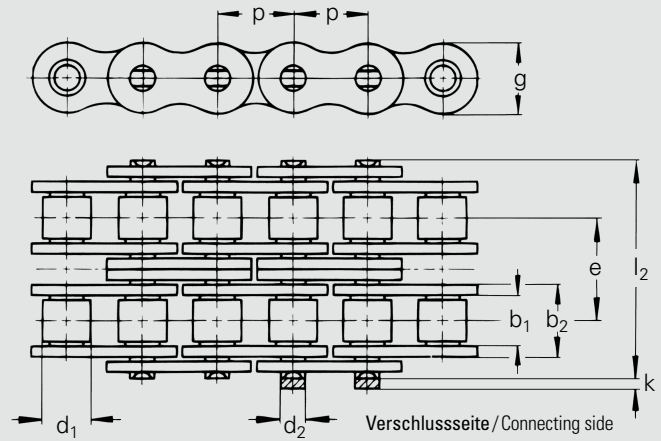 p p
g
e
l₂
b₁ b₂
k
d₁ d₂
Verschlussseite / Connecting side